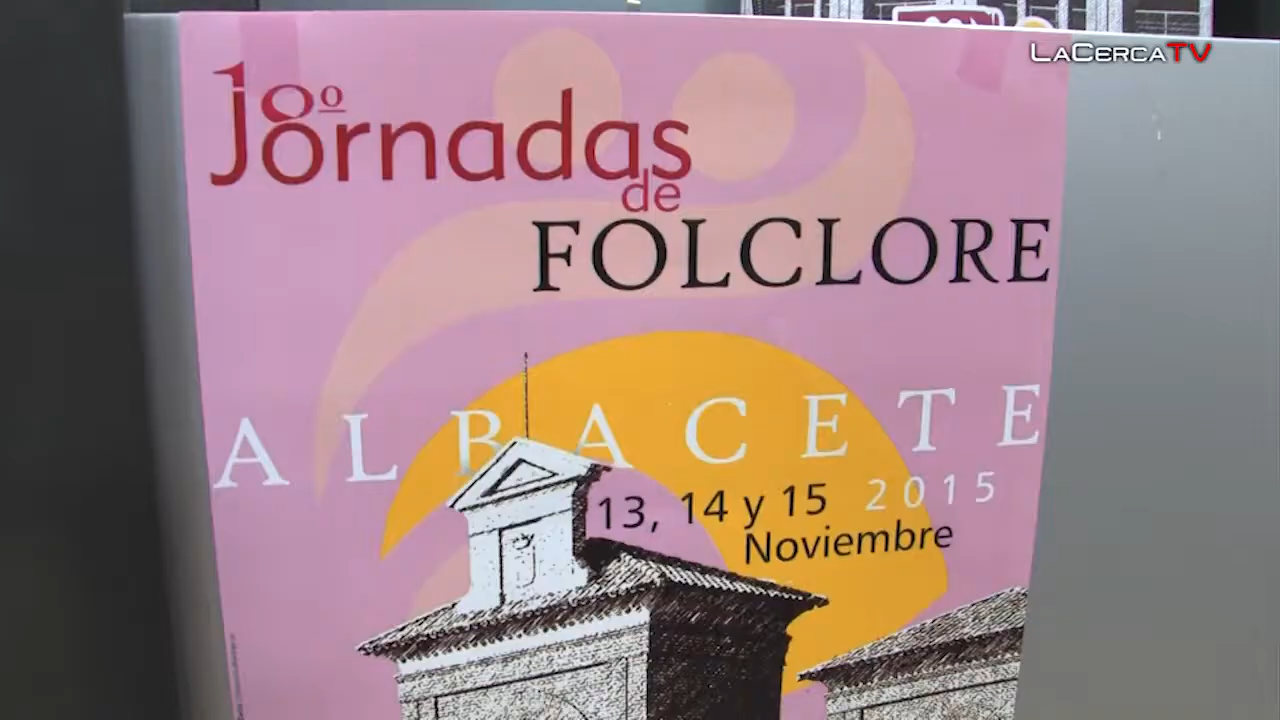 LACERCATV
18º
Jornadas
de
FOLCLORE
ALBACETE
13, 14 y 15 2015
Noviembre